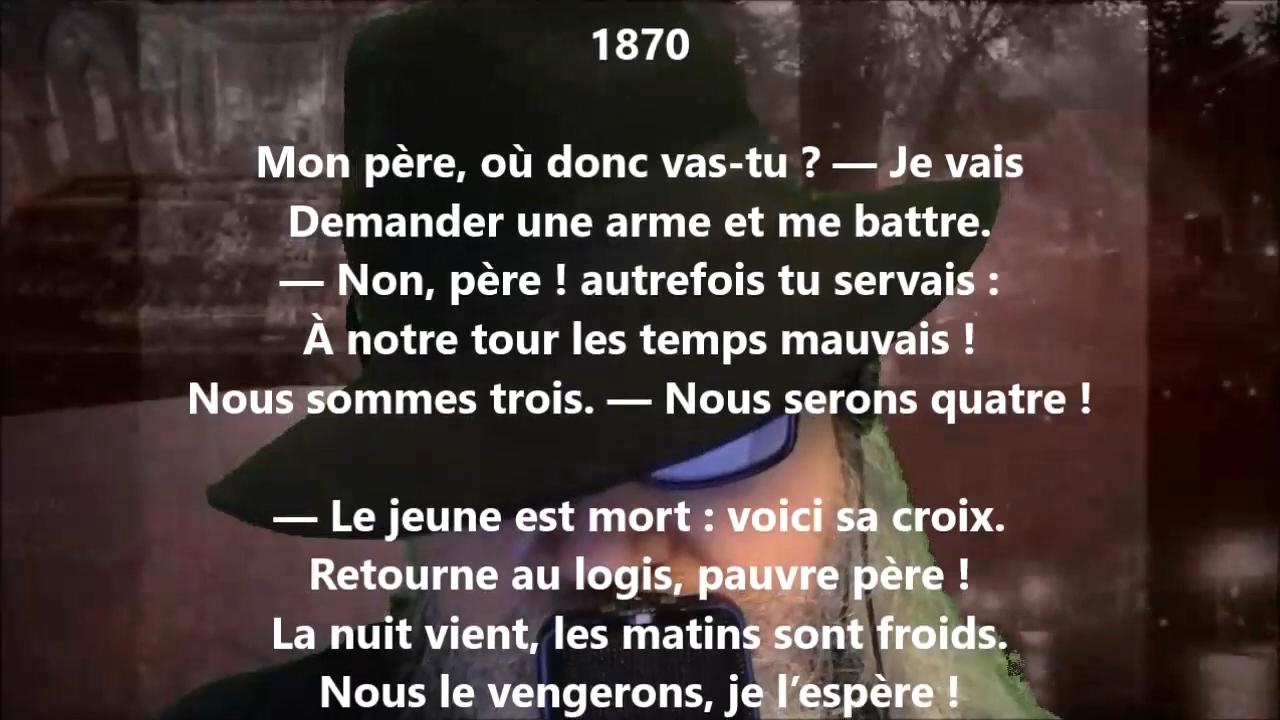 1870
Mon père, où donc vas-tu ? — Je vais
Demander une arme et me battre.
— Non, père ! autrefois tu servais :
À notre tour les temps mauvais !
Nous sommes trois. — Nous serons quatre !
— Le jeune est mort : voici sa croix.
Retourne au logis, pauvre père !
La nuit vient, les matins sont froids.
Nous le vengerons, je l’espère !